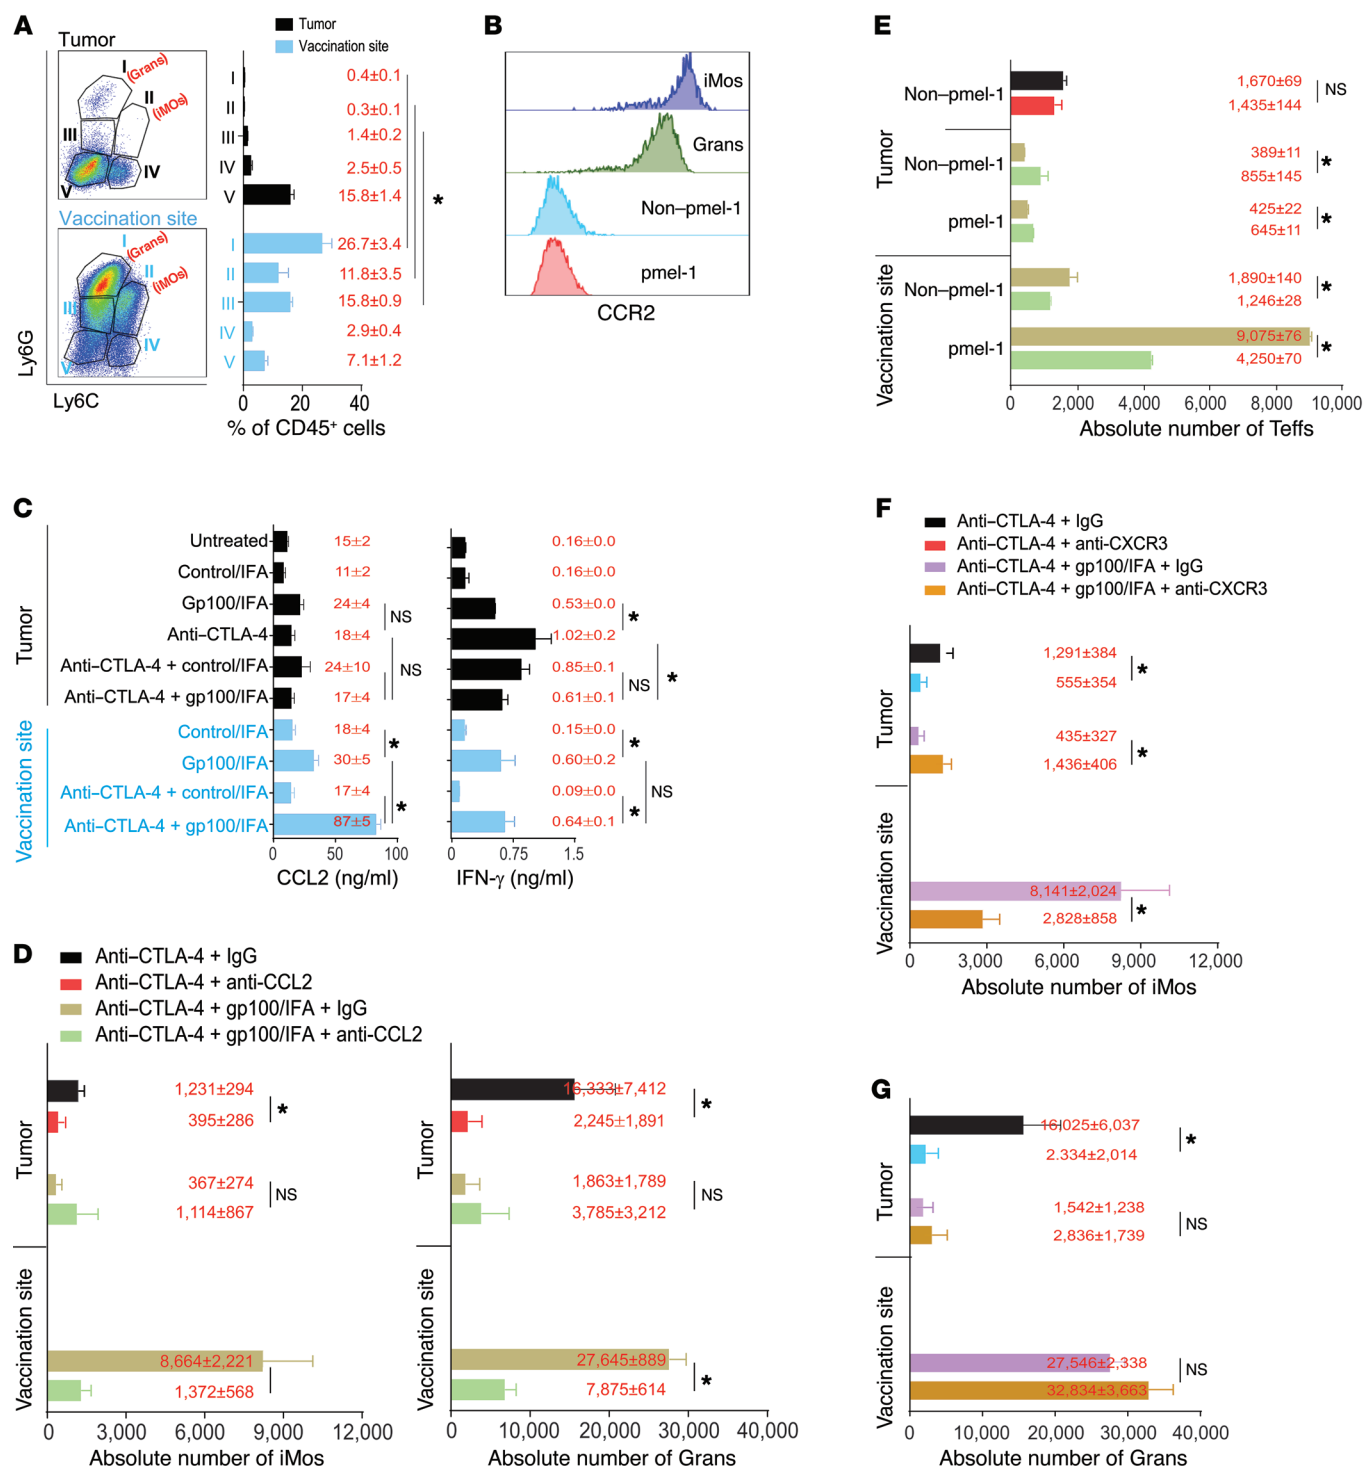 A
Tumor
Vaccination site
Tumor
I
(Grans)
II
(iMOs)
III
IV
V
Vaccination site
I
(Grans)
II
(iMOs)
III
IV
V
Ly6G
Ly6C
I 0.4±0.1
II 0.3±0.1
III 1.4±0.2
IV 2.5±0.5
V 15.8±1.4
*
I 26.7±3.4
II 11.8±3.5
III 15.8±0.9
IV 2.9±0.4
V 7.1±1.2
0 20 40
% of CD45+ cells
B
iMos
Grans
Non–pmel-1
pmel-1
CCR2
E
Tumor
Non–pmel-1
1,670±69
1,435±144
NS
Non–pmel-1
389±11
855±145
*
pmel-1
425±22
645±11
*
Vaccination site
Non–pmel-1
1,890±140
1,246±28
*
pmel-1
9,075±76
4,250±70
*
0 2,000 4,000 6,000 8,000 10,000
Absolute number of Teffs
C
Tumor
Untreated 15±2 0.16±0.0
Control/IFA 11±2 0.16±0.0
Gp100/IFA 24±4 0.53±0.0
NS *
Anti–CTLA-4 18±4 1.02±0.2
Anti–CTLA-4 + control/IFA 24±10 0.85±0.1
NS NS *
Anti–CTLA-4 + gp100/IFA 17±4 0.61±0.1
Vaccination site
Control/IFA 18±4 0.15±0.0
* *
Gp100/IFA 30±5 0.60±0.2
Anti–CTLA-4 + control/IFA 17±4 0.09±0.0
* * NS
Anti–CTLA-4 + gp100/IFA 87±5 0.64±0.1
0 50 100
CCL2 (ng/ml)
0 0.75 1.5
IFN-γ (ng/ml)
F
Anti–CTLA-4 + IgG
Anti–CTLA-4 + anti-CXCR3
Anti–CTLA-4 + gp100/IFA + IgG
Anti–CTLA-4 + gp100/IFA + anti-CXCR3
Tumor
1,291±384
555±354
*
435±327
1,436±406
*
Vaccination site
8,141±2,024
2,828±858
*
0 3,000 6,000 9,000 12,000
Absolute number of iMos
D
Anti–CTLA-4 + IgG
Anti–CTLA-4 + anti-CCL2
Anti–CTLA-4 + gp100/IFA + IgG
Anti–CTLA-4 + gp100/IFA + anti-CCL2
Tumor
1,231±294
395±286
*
367±274
1,114±867
NS
Vaccination site
8,664±2,221
1,372±568
0 3,000 6,000 9,000 12,000
Absolute number of iMos
Tumor
16,333±7,412
2,245±1,891
*
1,863±1,789
3,785±3,212
NS
Vaccination site
27,645±889
7,875±614
*
0 10,000 20,000 30,000 40,000
Absolute number of Grans
G
Tumor
16,025±6,037
2.334±2,014
*
1,542±1,238
2,836±1,739
NS
Vaccination site
27,546±2,338
32,834±3,663
NS
0 10,000 20,000 30,000 40,000
Absolute number of Grans